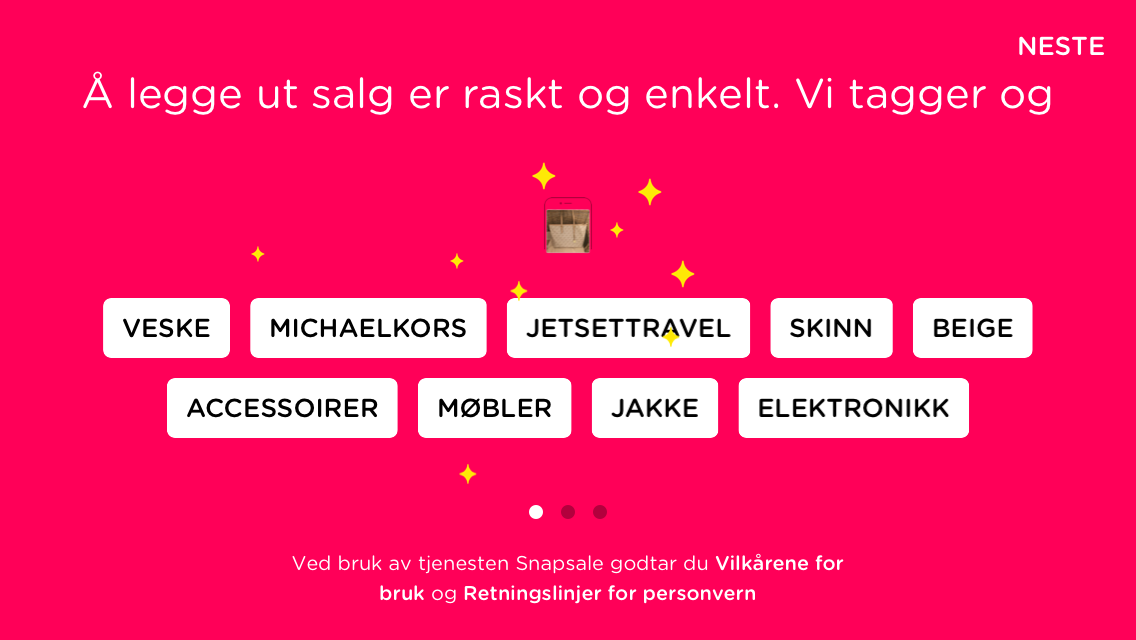 NESTE
Å legge ut salg er raskt og enkelt. Vi tagger og
VESKE MICHAELKORS JETSETTRAVEL SKINN BEIGE
ACCESSOIRER MØBLER JAKKE ELEKTRONIKK
Ved bruk av tjenesten Snapsale godtar du Vilkårene for
bruk og Retningslinjer for personvern